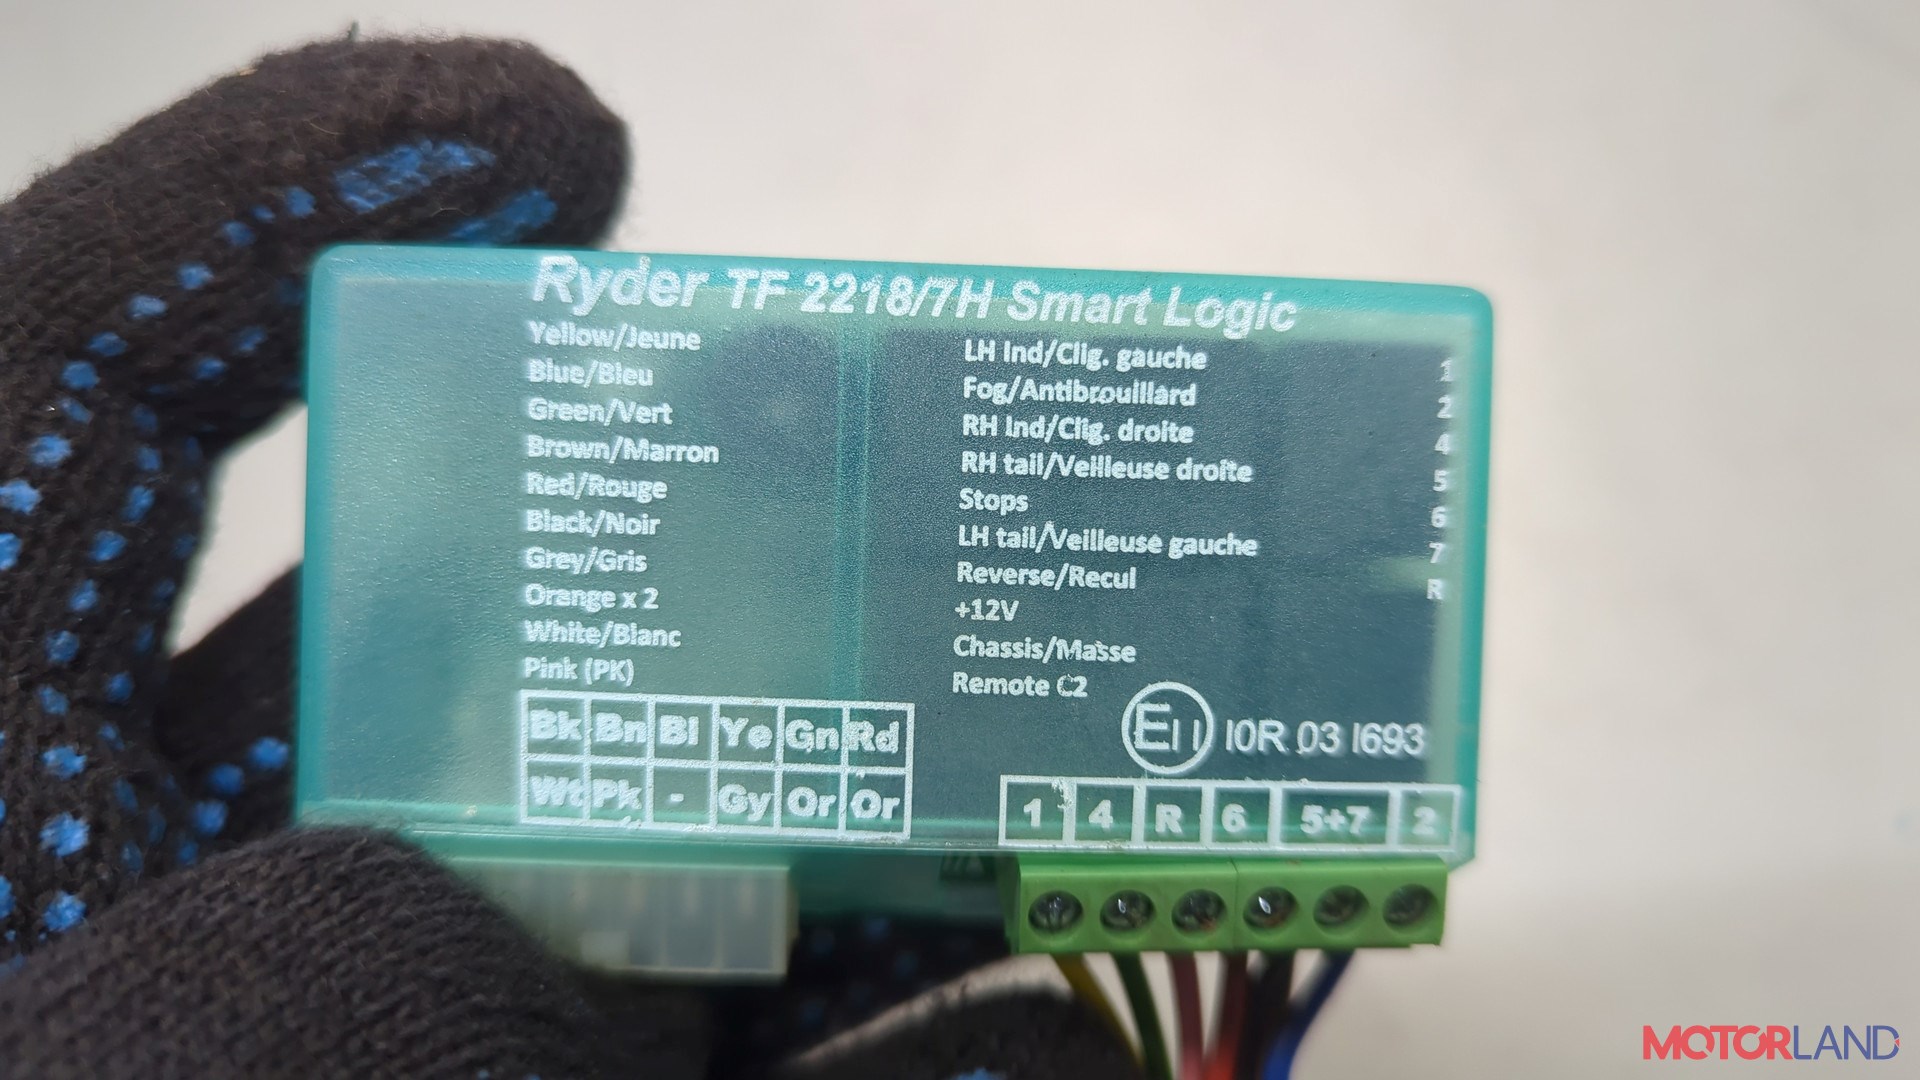 Ryder TF 2218/7H Smart Logic
Yellow/Jeune LH Ind/Clig. gauche 1
Blue/Bleu Fog/Antibrouillard 2
Green/Vert RH Ind/Clig. droite 4
Brown/Marron RH tail/Veilleuse droite 5
Red/Rouge Stops 6
Black/Noir LH tail/Veilleuse gauche 7
Grey/Gris Reverse/Recul R
Orange x 2 +12V
White/Blanc Chassis/Masse
Pink (PK) Remote C2
Bk Bn Bl Ye Gn Rd
E11 10R 03 1693
Wt Pk - Gy Or Or
1 4 R 6 5+7 2
MOTORLAND